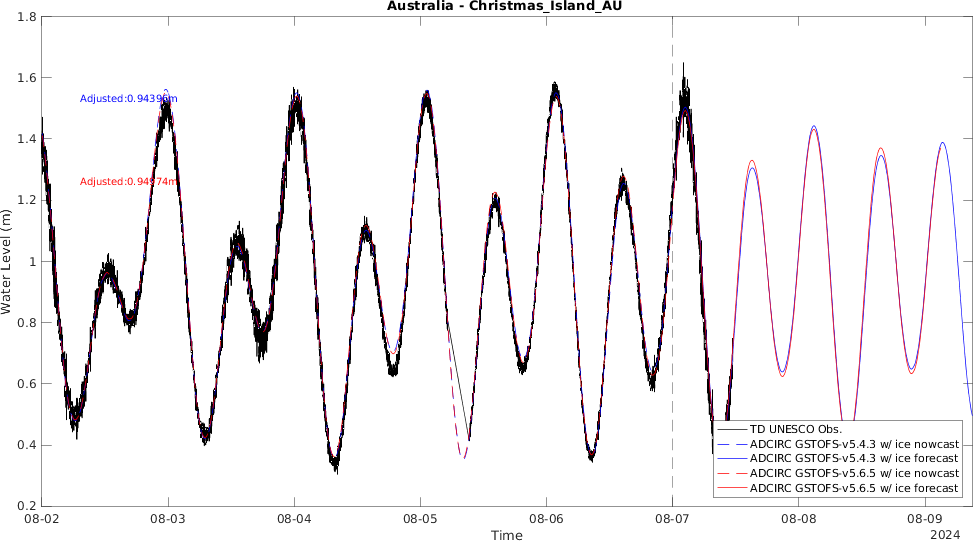 Australia - Christmas_Island_AU
1.8
1.6
1.4
1.2
1
0.8
0.6
0.4
0.2
Water Level (m)
Adjusted:0.94395m
Adjusted:0.94974m
TD UNESCO Obs.
ADCIRC GSTOFS-v5.4.3 w/ ice nowcast
ADCIRC GSTOFS-v5.4.3 w/ ice forecast
ADCIRC GSTOFS-v5.6.5 w/ ice nowcast
ADCIRC GSTOFS-v5.6.5 w/ ice forecast
08-02 08-03 08-04 08-05 08-06 08-07 08-08 08-09
Time
2024